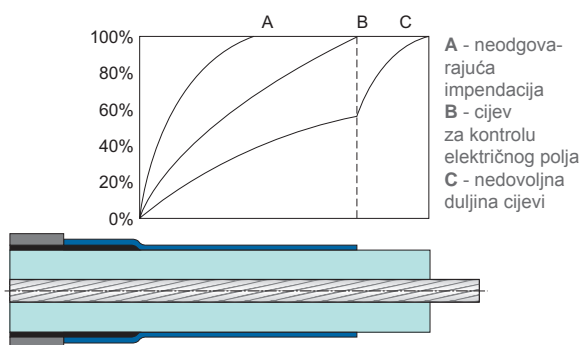 A B C
100%
80%
60%
40%
20%
0%
A - neodgova-
rajuća
impendacija
B - cijev
za kontrolu
električnog polja
C - nedovoljna
duljina cijevi